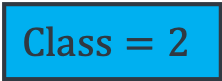 Class = 2